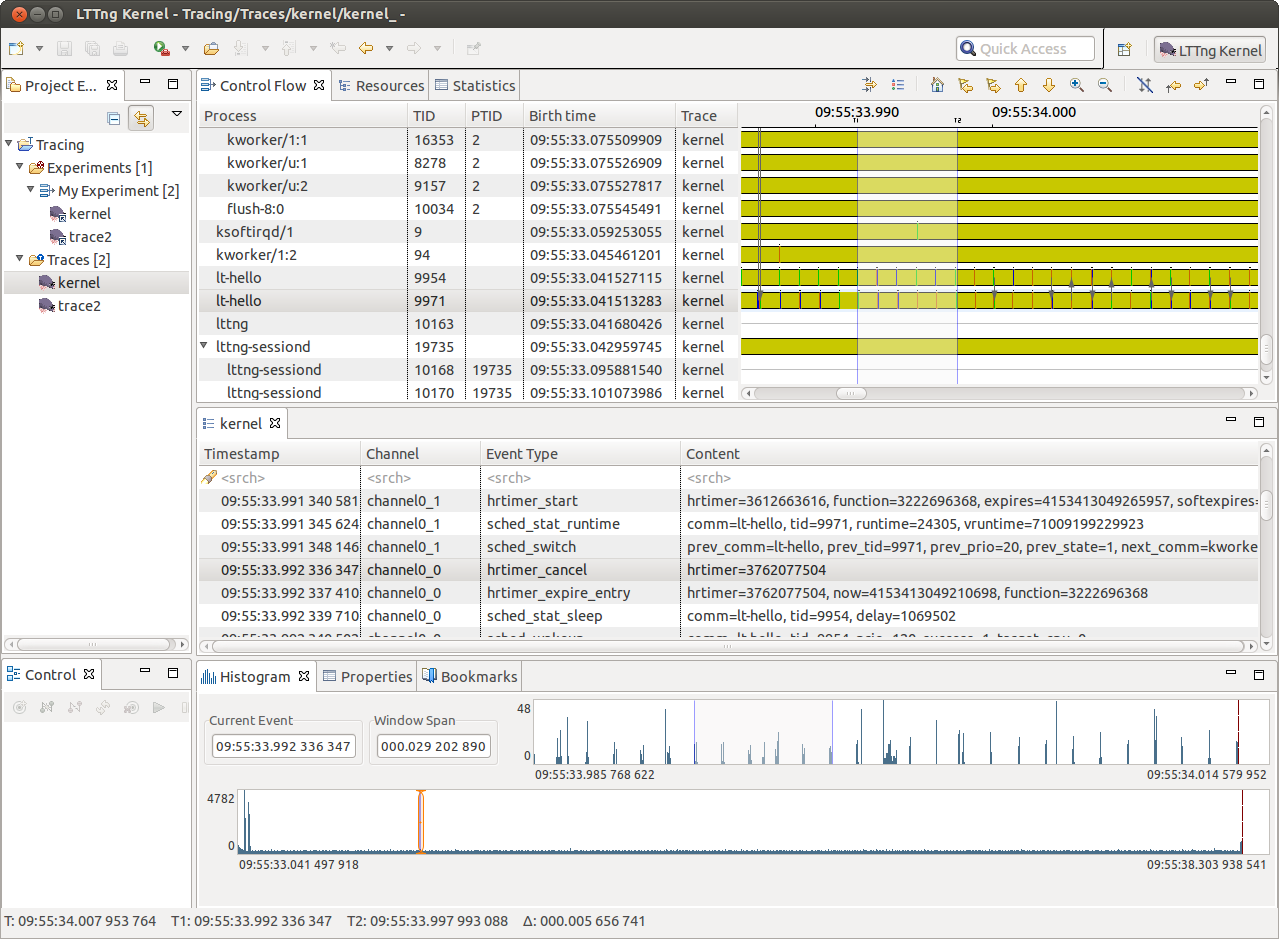 LTTng Kernel - Tracing/Traces/kernel/kernel_ -
Quick Access
LTTng Kernel
Project E...
Tracing
Experiments [1]
My Experiment [2]
kernel
trace2
Traces [2]
kernel
trace2
Control Flow Resources Statistics
Process TID PTID Birth time Trace 09:55:33.990 09:55:34.000
T1 T2
kworker/1:1 16353 2 09:55:33.075509909 kernel
kworker/u:1 8278 2 09:55:33.075526909 kernel
kworker/u:2 9157 2 09:55:33.075527817 kernel
flush-8:0 10034 2 09:55:33.075545491 kernel
ksoftirqd/1 9 09:55:33.059253055 kernel
kworker/1:2 94 09:55:33.045461201 kernel
lt-hello 9954 09:55:33.041527115 kernel
lt-hello 9971 09:55:33.041513283 kernel
lttng 10163 09:55:33.041680426 kernel
lttng-sessiond 19735 09:55:33.042959745 kernel
lttng-sessiond 10168 19735 09:55:33.095881540 kernel
lttng-sessiond 10170 19735 09:55:33.101073986 kernel
kernel
Timestamp Channel Event Type Content
<srch> <srch> <srch> <srch>
09:55:33.991 340 581 channel0_1 hrtimer_start hrtimer=3612663616, function=3222696368, expires=4153413049265957, softexpires=
09:55:33.991 345 624 channel0_1 sched_stat_runtime comm=lt-hello, tid=9971, runtime=24305, vruntime=71009199229923
09:55:33.991 348 146 channel0_1 sched_switch prev_comm=lt-hello, prev_tid=9971, prev_prio=20, prev_state=1, next_comm=kworke
09:55:33.992 336 347 channel0_0 hrtimer_cancel hrtimer=3762077504
09:55:33.992 337 410 channel0_0 hrtimer_expire_entry hrtimer=3762077504, now=4153413049210698, function=3222696368
09:55:33.992 339 710 channel0_0 sched_stat_sleep comm=lt-hello, tid=9954, delay=1069502
Control
Histogram Properties Bookmarks
Current Event Window Span
09:55:33.992 336 347 000.029 202 890
48
0
09:55:33.985 768 622 09:55:34.014 579 952
4782
0
09:55:33.041 497 918 09:55:38.303 938 541
T: 09:55:34.007 953 764 T1: 09:55:33.992 336 347 T2: 09:55:33.997 993 088 Δ: 000.005 656 741